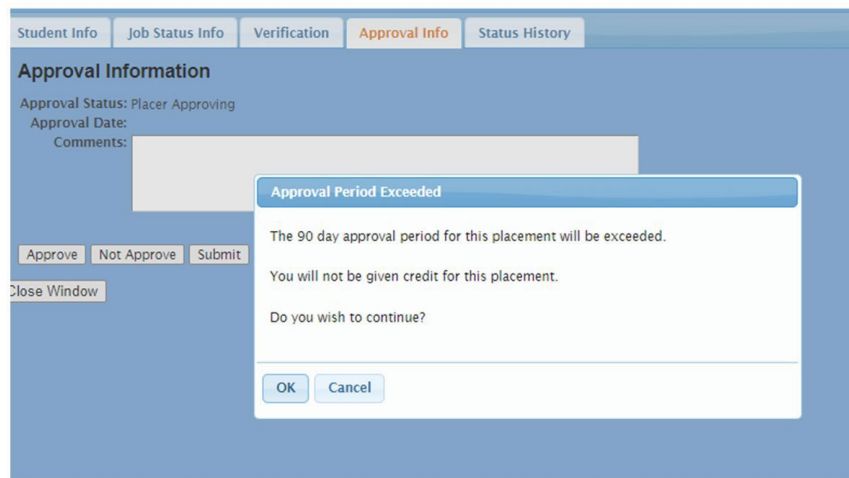 Student Info Job Status Info Verification Approval Info Status History
Approval Information
Approval Status: Placer Approving
Approval Date:
Comments:
Approval Period Exceeded
The 90 day approval period for this placement will be exceeded.
You will not be given credit for this placement.
Do you wish to continue?
OK Cancel
Approve Not Approve Submit
Close Window